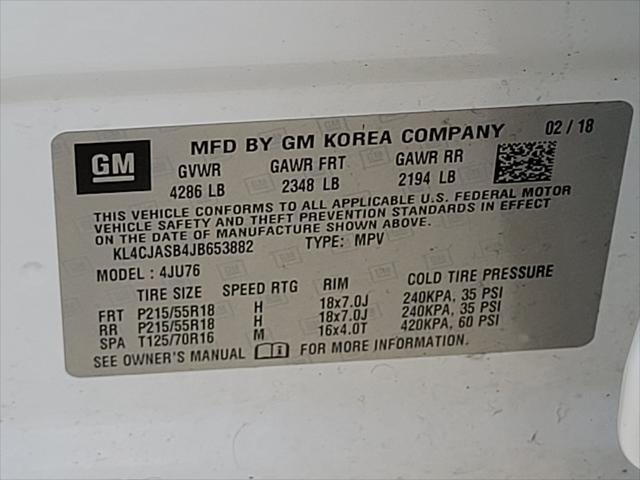 GM
MFD BY GM KOREA COMPANY 02 / 18
GVWR GAWR FRT GAWR RR
4286 LB 2348 LB 2194 LB
THIS VEHICLE CONFORMS TO ALL APPLICABLE U.S. FEDERAL MOTOR
VEHICLE SAFETY AND THEFT PREVENTION STANDARDS IN EFFECT
ON THE DATE OF MANUFACTURE SHOWN ABOVE.
KL4CJASB4JB653882 TYPE: MPV
MODEL : 4JU76
TIRE SIZE SPEED RTG RIM COLD TIRE PRESSURE
FRT P215/55R18 H 18x7.0J 240KPA, 35 PSI
RR P215/55R18 H 18x7.0J 240KPA, 35 PSI
SPA T125/70R16 M 16x4.0T 420KPA, 60 PSI
SEE OWNER'S MANUAL FOR MORE INFORMATION.